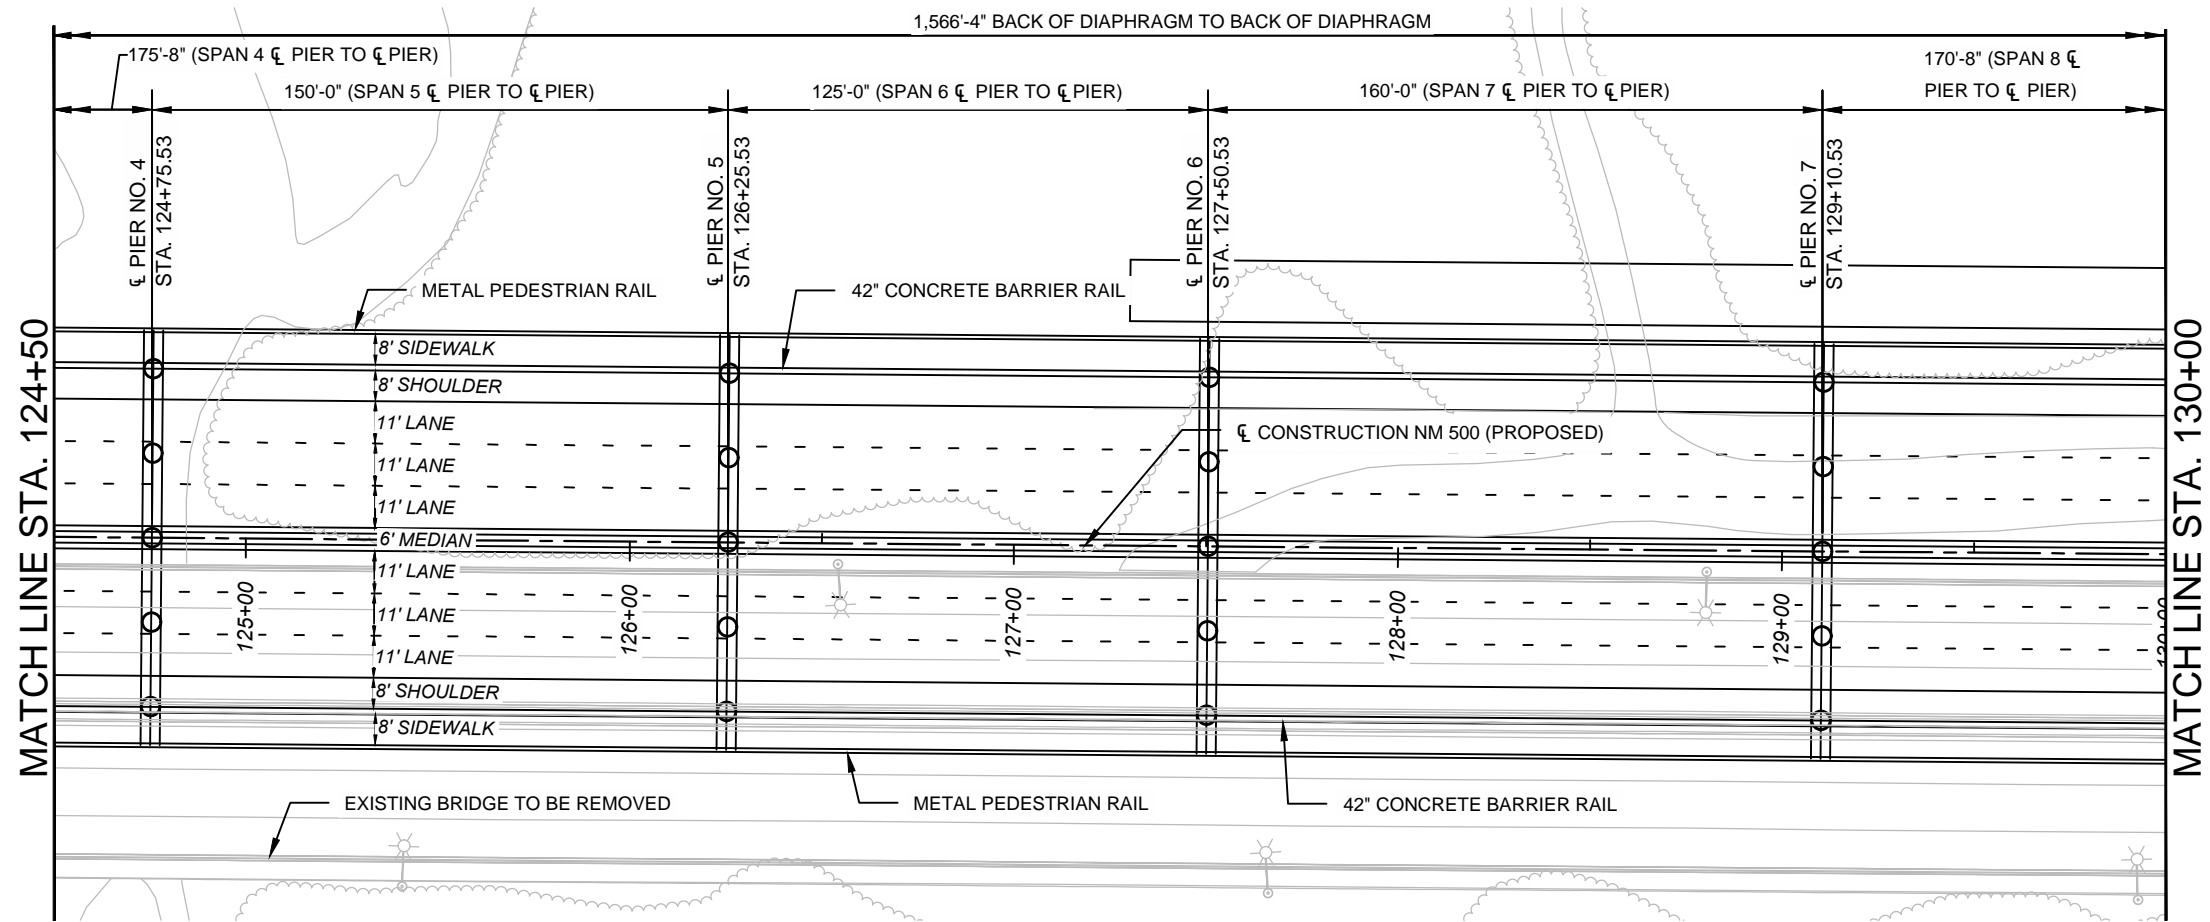 1,566'-4" BACK OF DIAPHRAGM TO BACK OF DIAPHRAGM
175'-8" (SPAN 4 ℄ PIER TO ℄ PIER)
150'-0" (SPAN 5 ℄ PIER TO ℄ PIER)
125'-0" (SPAN 6 ℄ PIER TO ℄ PIER)
160'-0" (SPAN 7 ℄ PIER TO ℄ PIER)
170'-8" (SPAN 8 ℄
PIER TO ℄ PIER)
℄ PIER NO. 4
STA. 124+75.53
℄ PIER NO. 5
STA. 126+25.53
℄ PIER NO. 6
STA. 127+50.53
℄ PIER NO. 7
STA. 129+10.53
METAL PEDESTRIAN RAIL
42" CONCRETE BARRIER RAIL
MATCH LINE STA. 124+50
MATCH LINE STA. 130+00
8' SIDEWALK
8' SHOULDER
11' LANE
11' LANE
11' LANE
6' MEDIAN
11' LANE
11' LANE
11' LANE
8' SHOULDER
8' SIDEWALK
℄ CONSTRUCTION NM 500 (PROPOSED)
125+00
126+00
127+00
128+00
129+00
130+00
EXISTING BRIDGE TO BE REMOVED
METAL PEDESTRIAN RAIL
42" CONCRETE BARRIER RAIL